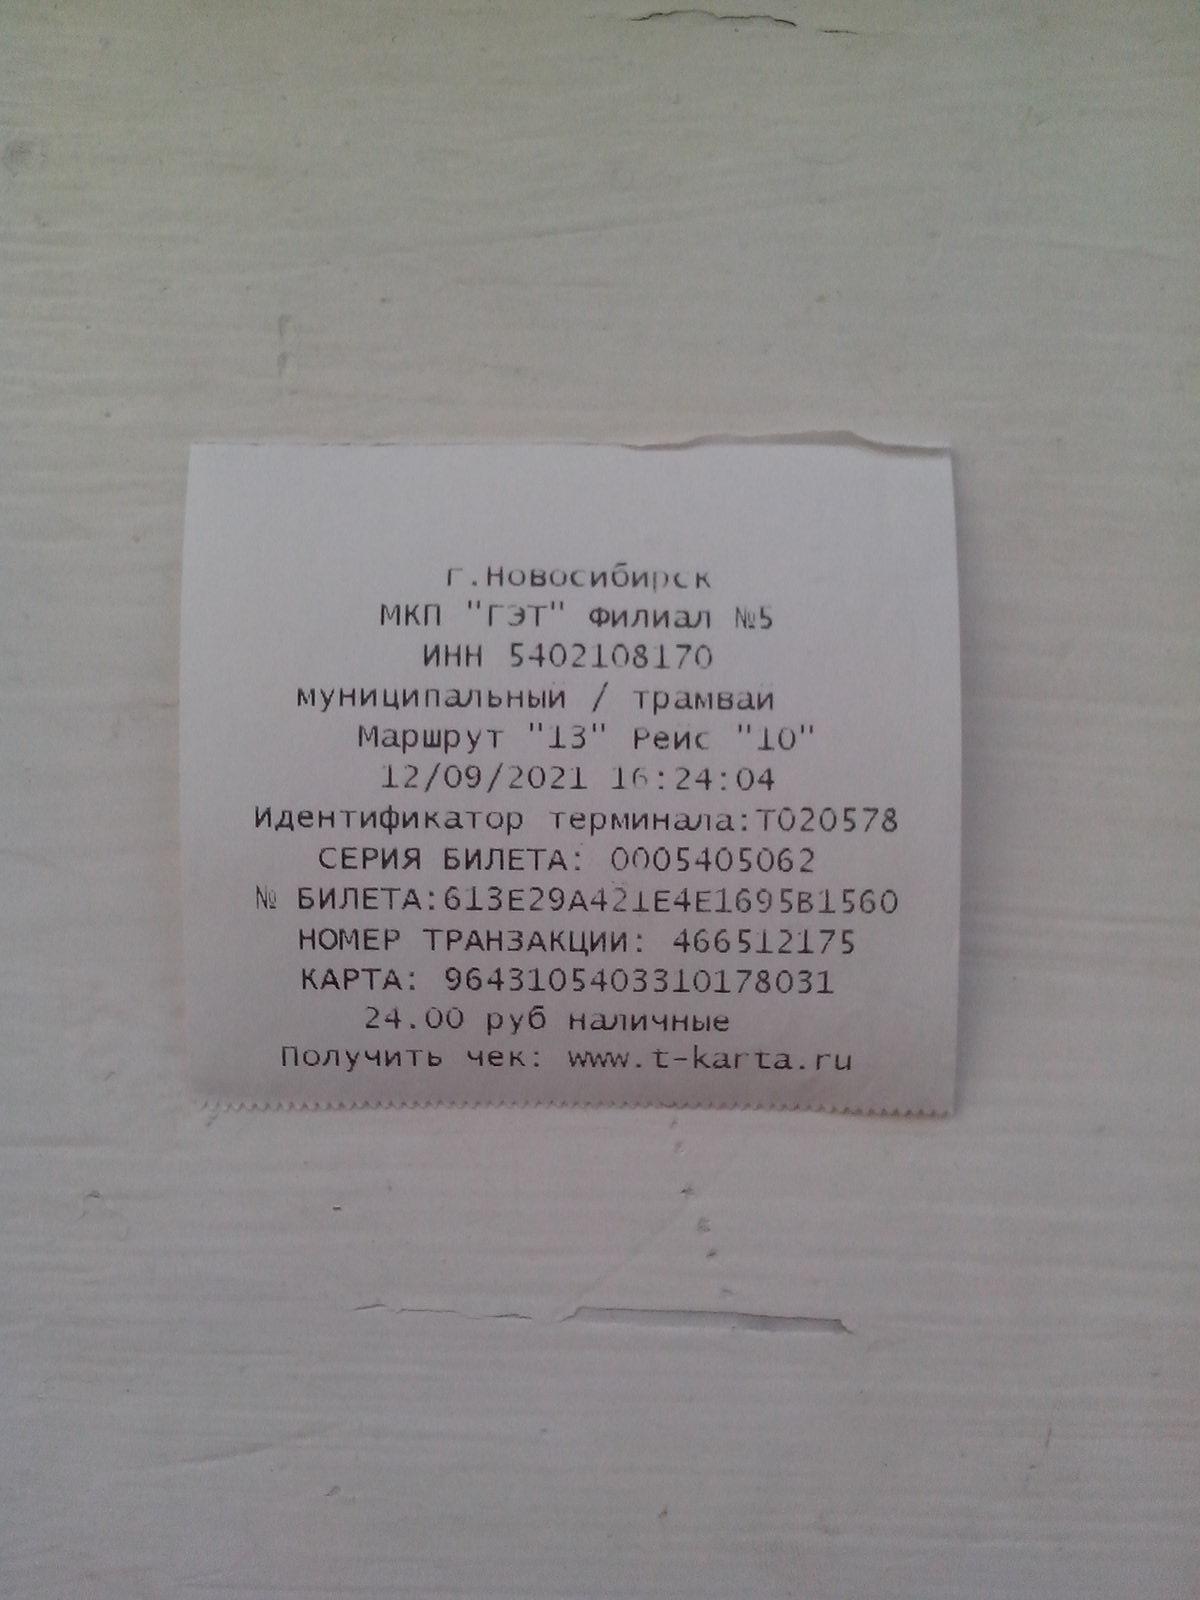 г.Новосибирск
МКП "ГЭТ" Филиал №5
ИНН 5402108170
муниципальный / трамвай
Маршрут "13" Рейс "10"
12/09/2021 16:24:04
Идентификатор терминала:T020578
СЕРИЯ БИЛЕТА: 0005405062
№ БИЛЕТА:613E29A421E4E1695B1560
НОМЕР ТРАНЗАКЦИИ: 466512175
КАРТА: 9643105403310178031
24.00 руб наличные
Получить чек: www.t-karta.ru